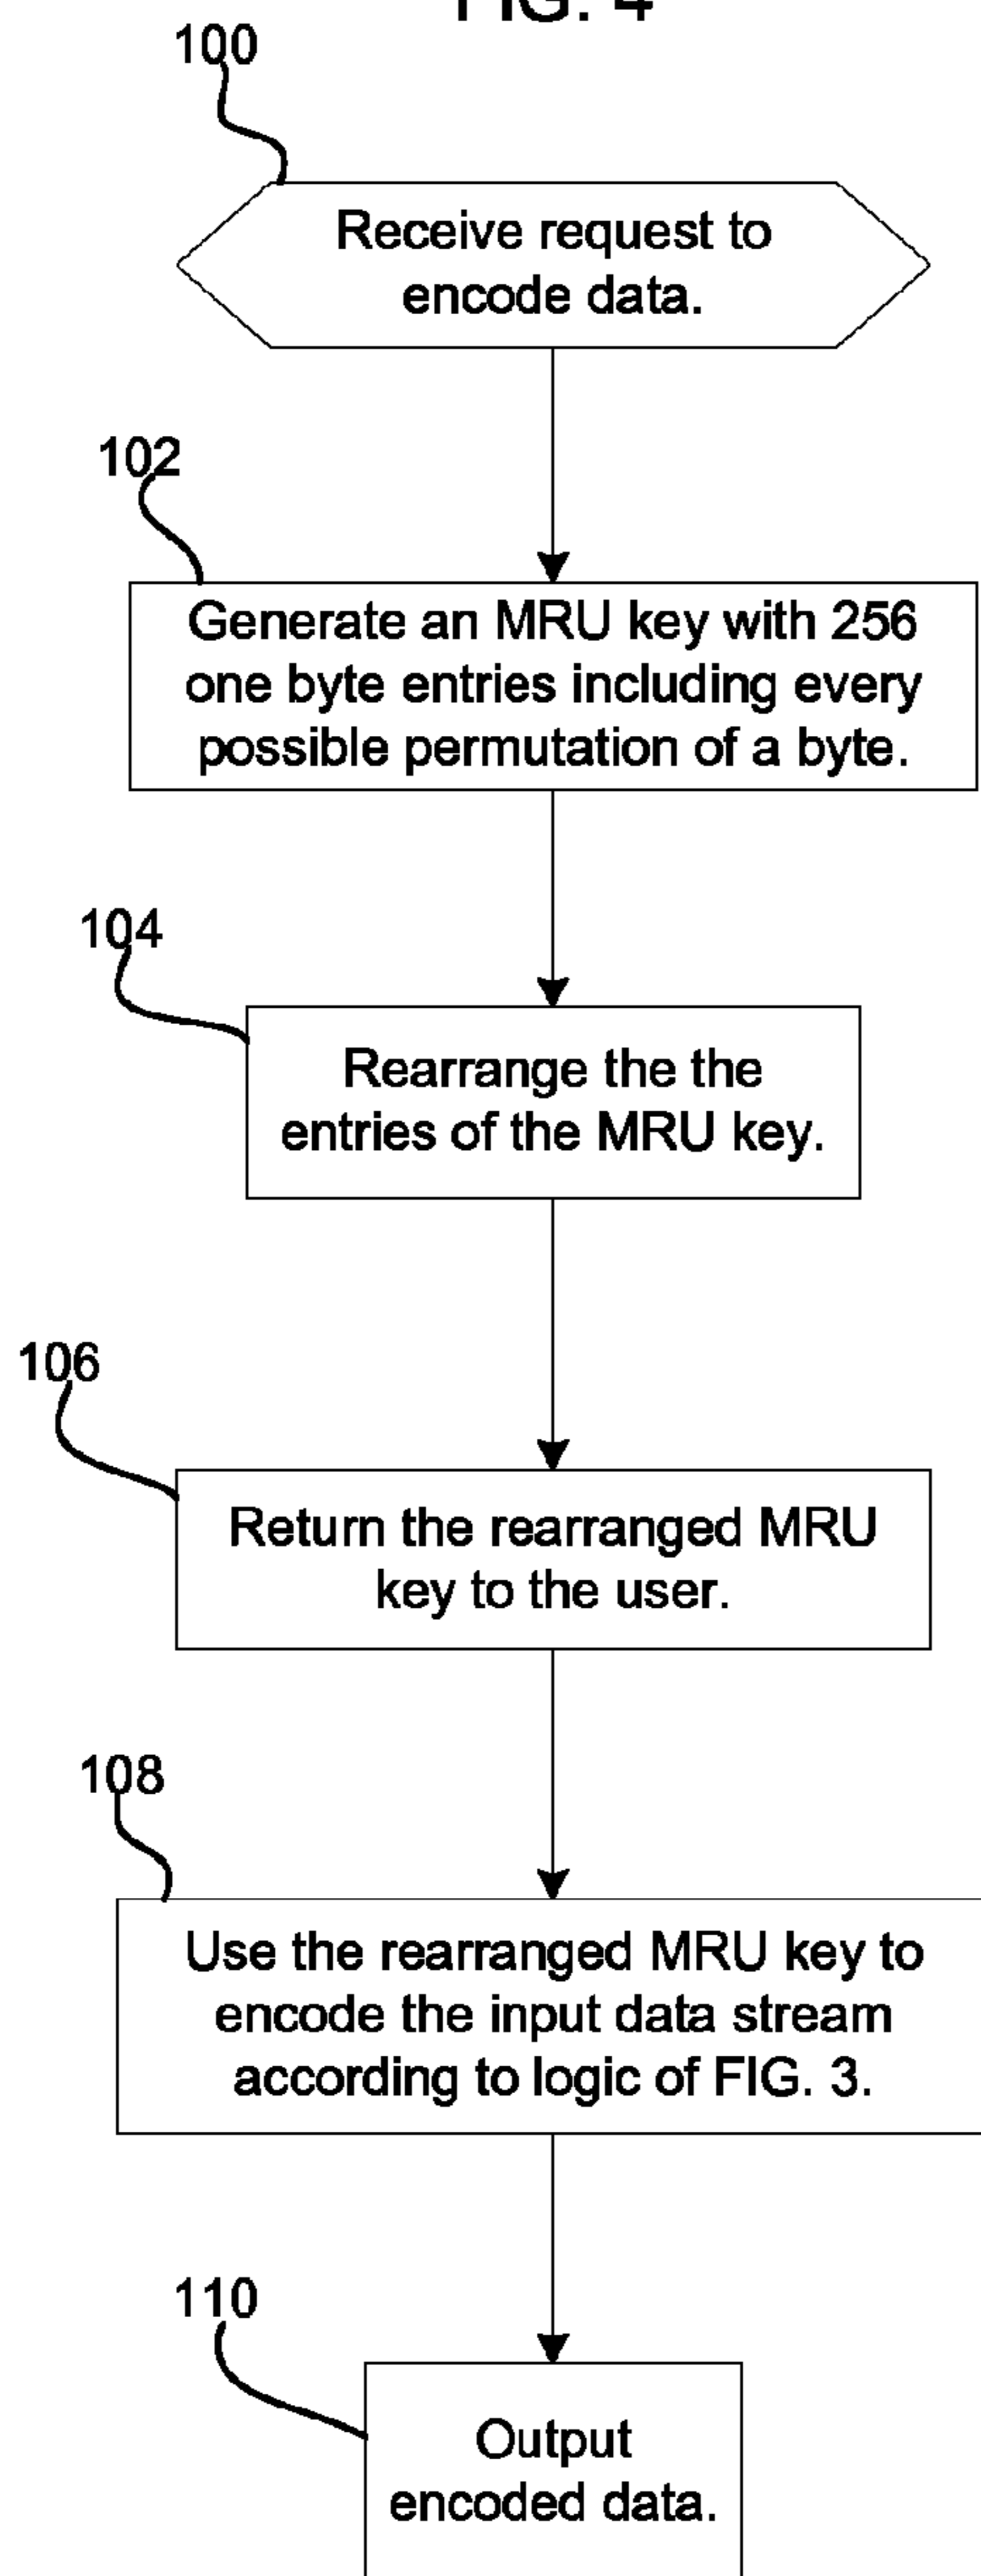 FIG. 4
100
Receive request to
encode data.
102
Generate an MRU key with 256
one byte entries including every
possible permutation of a byte.
104
Rearrange the the
entries of the MRU key.
106
Return the rearranged MRU
key to the user.
108
Use the rearranged MRU key to
encode the input data stream
according to logic of FIG. 3.
110
Output
encoded data.